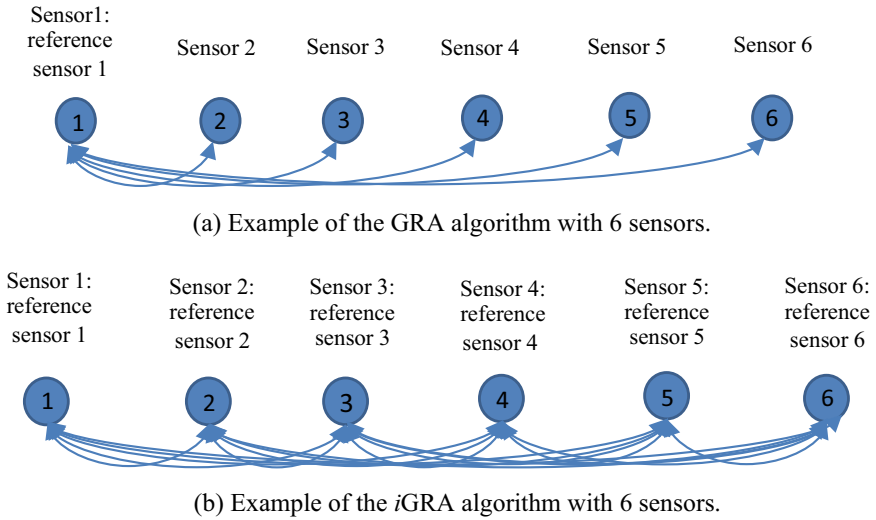 Sensor1:
reference
sensor 1
Sensor 2
Sensor 3
Sensor 4
Sensor 5
Sensor 6
1
2
3
4
5
6
(a) Example of the GRA algorithm with 6 sensors.
Sensor 1:
reference
sensor 1
Sensor 2:
reference
sensor 2
Sensor 3:
reference
sensor 3
Sensor 4:
reference
sensor 4
Sensor 5:
reference
sensor 5
Sensor 6:
reference
sensor 6
1
2
3
4
5
6
(b) Example of the iGRA algorithm with 6 sensors.